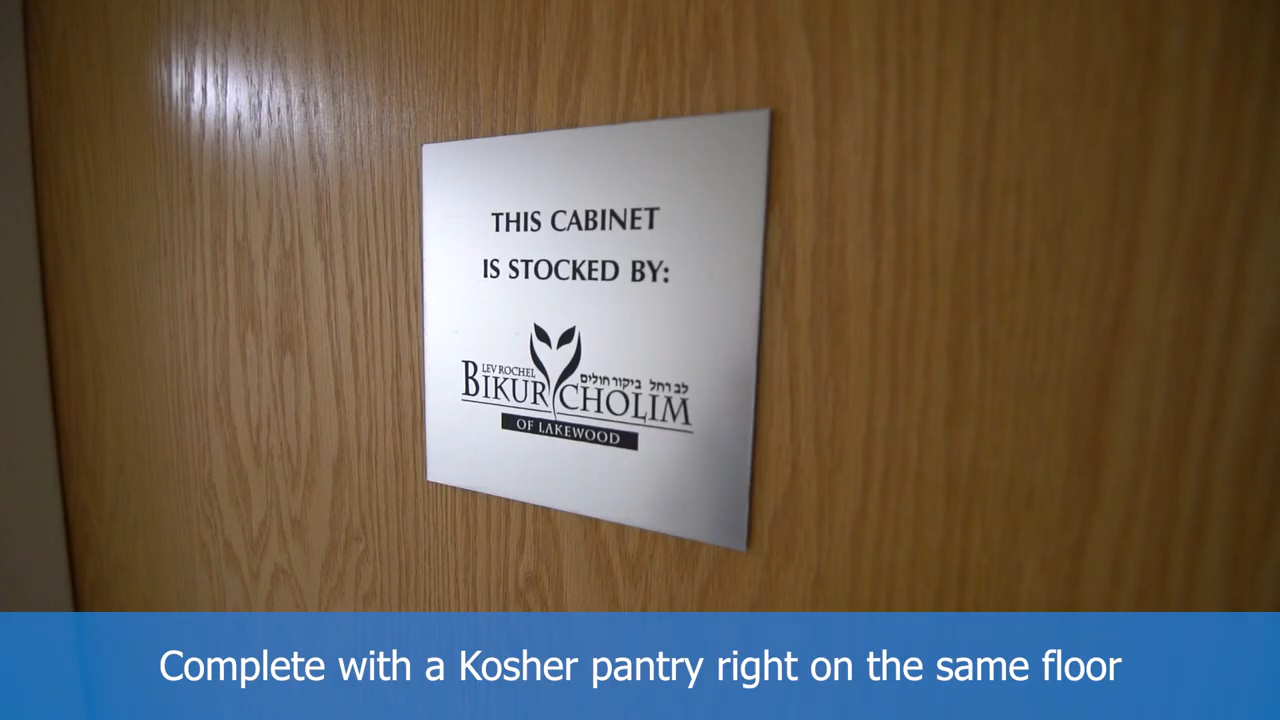 THIS CABINET
IS STOCKED BY:
LEV ROCHEL לב רחל ביקור חולים
BIKUR CHOLIM
OF LAKEWOOD
Complete with a Kosher pantry right on the same floor